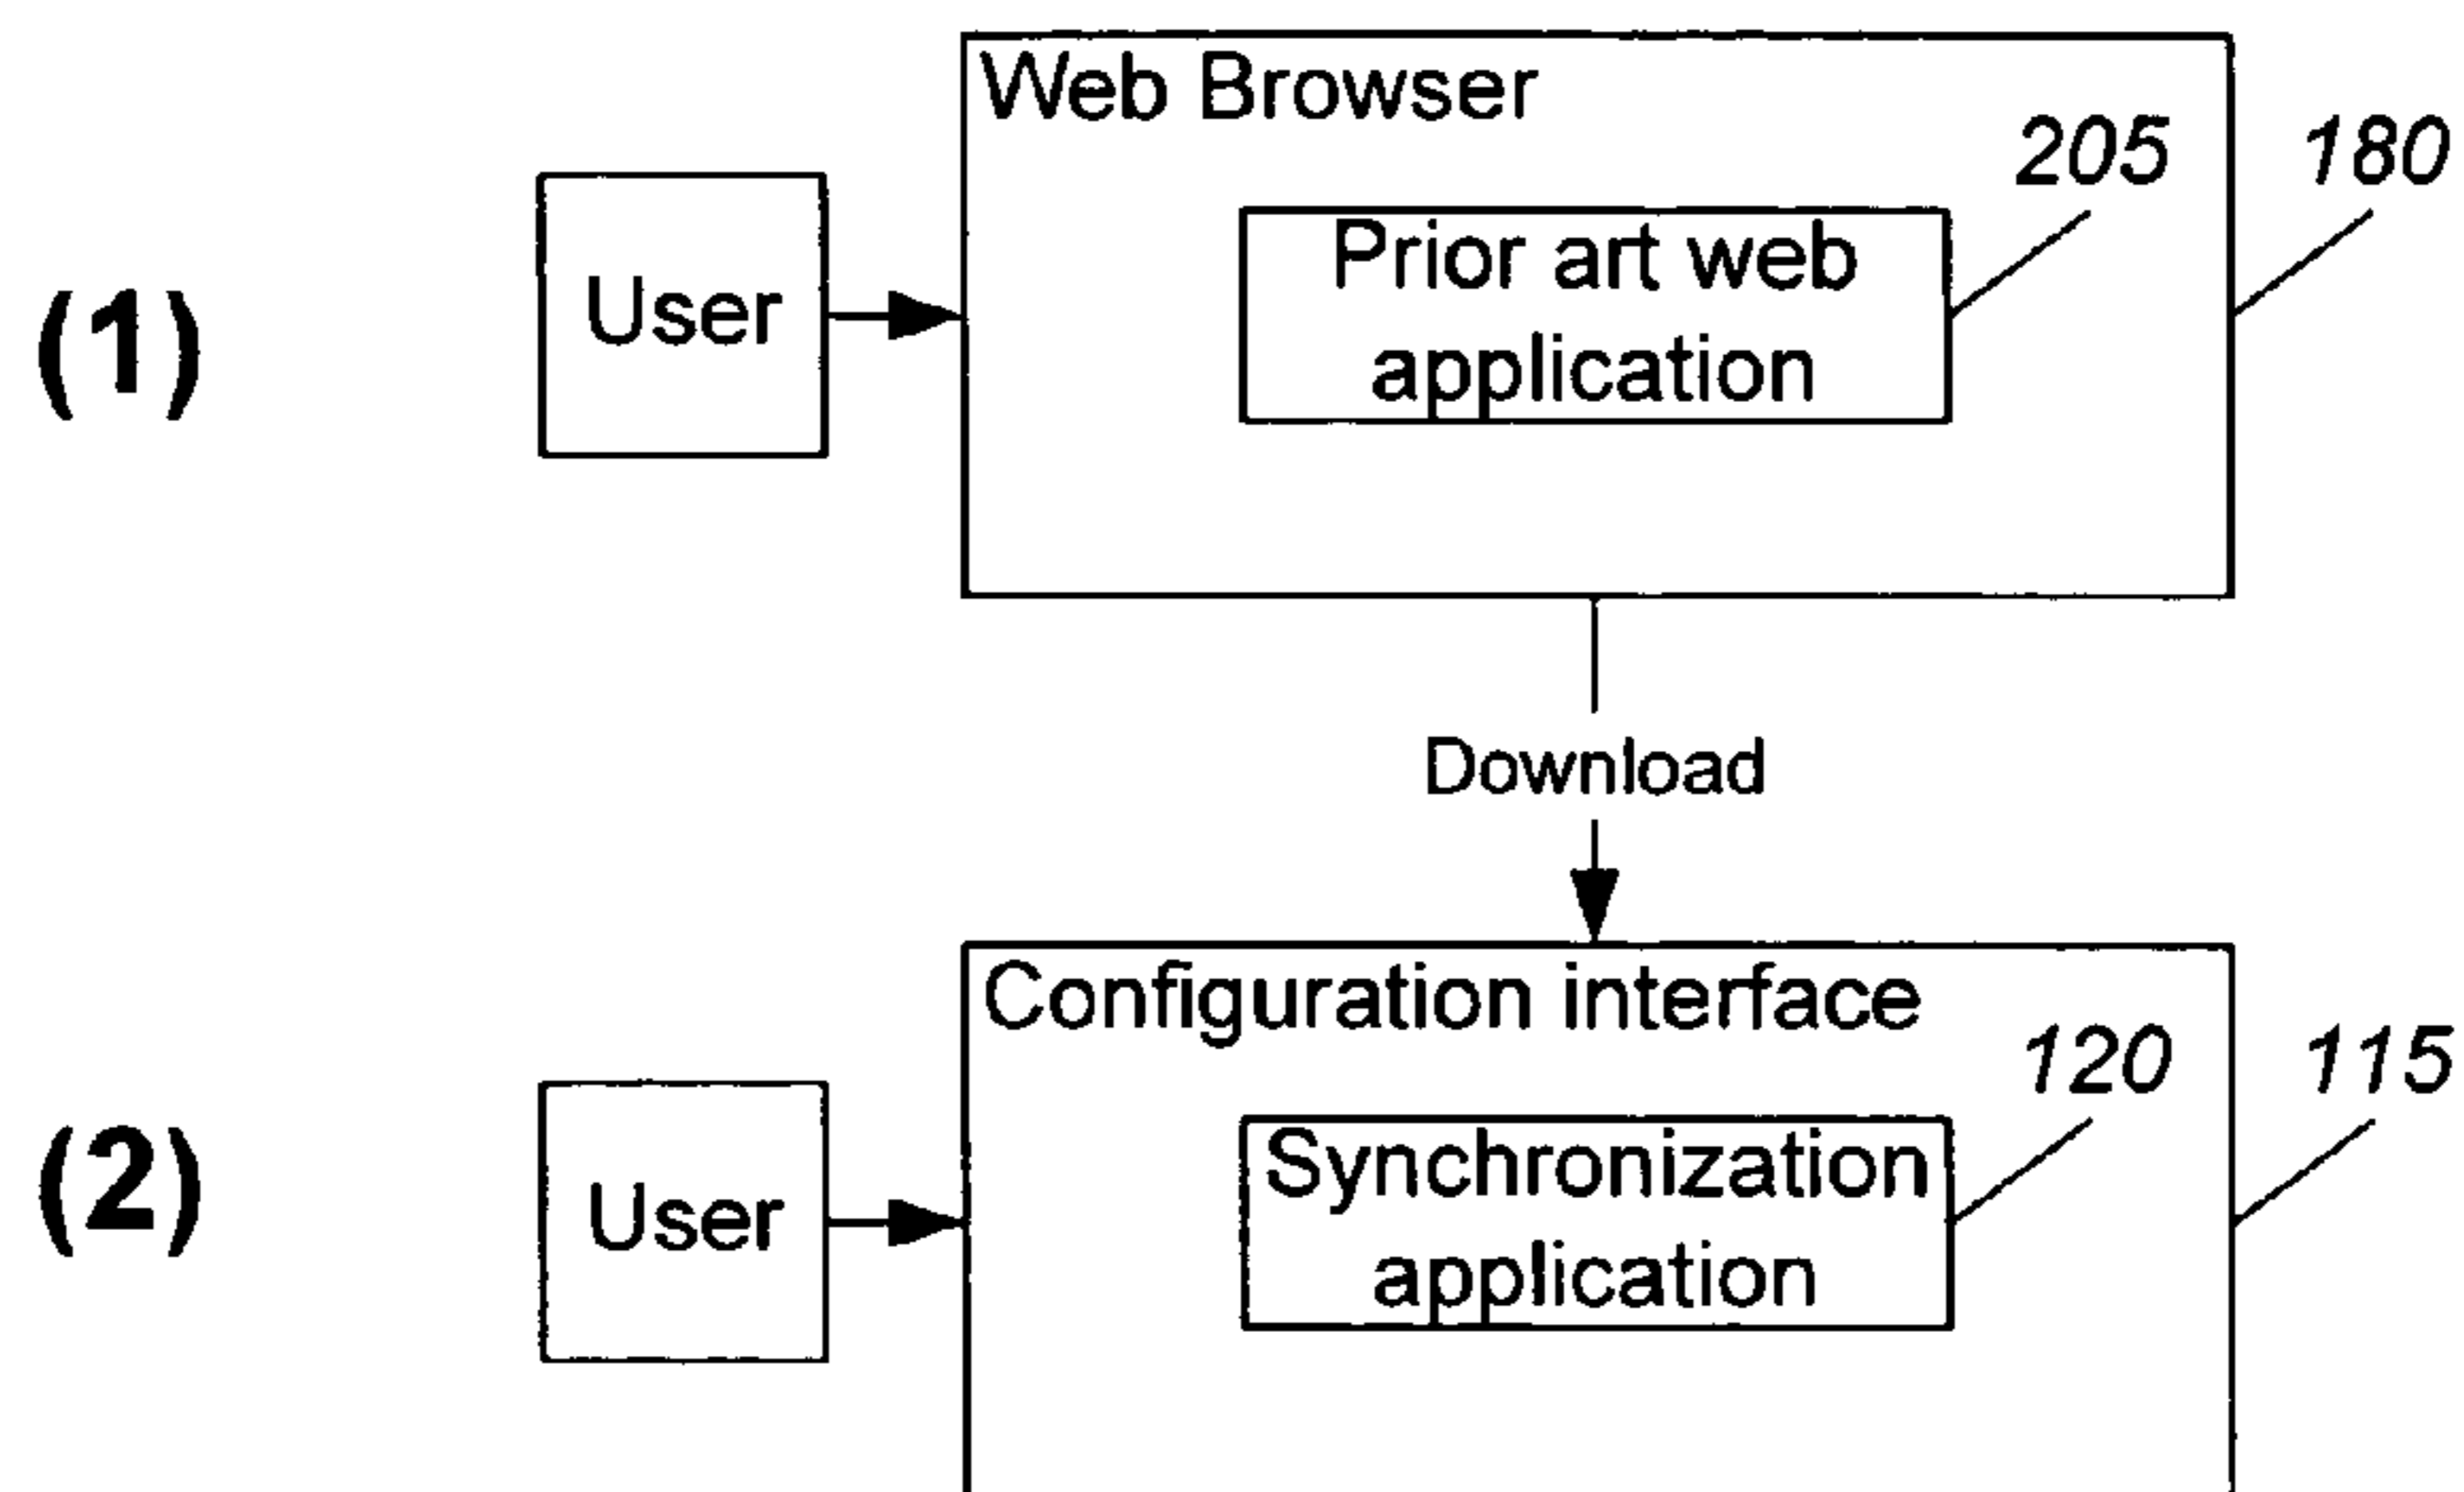 Web Browser
205
180
(1)
User
Prior art web
application
Download
Configuration interface
120
115
(2)
User
Synchronization
application